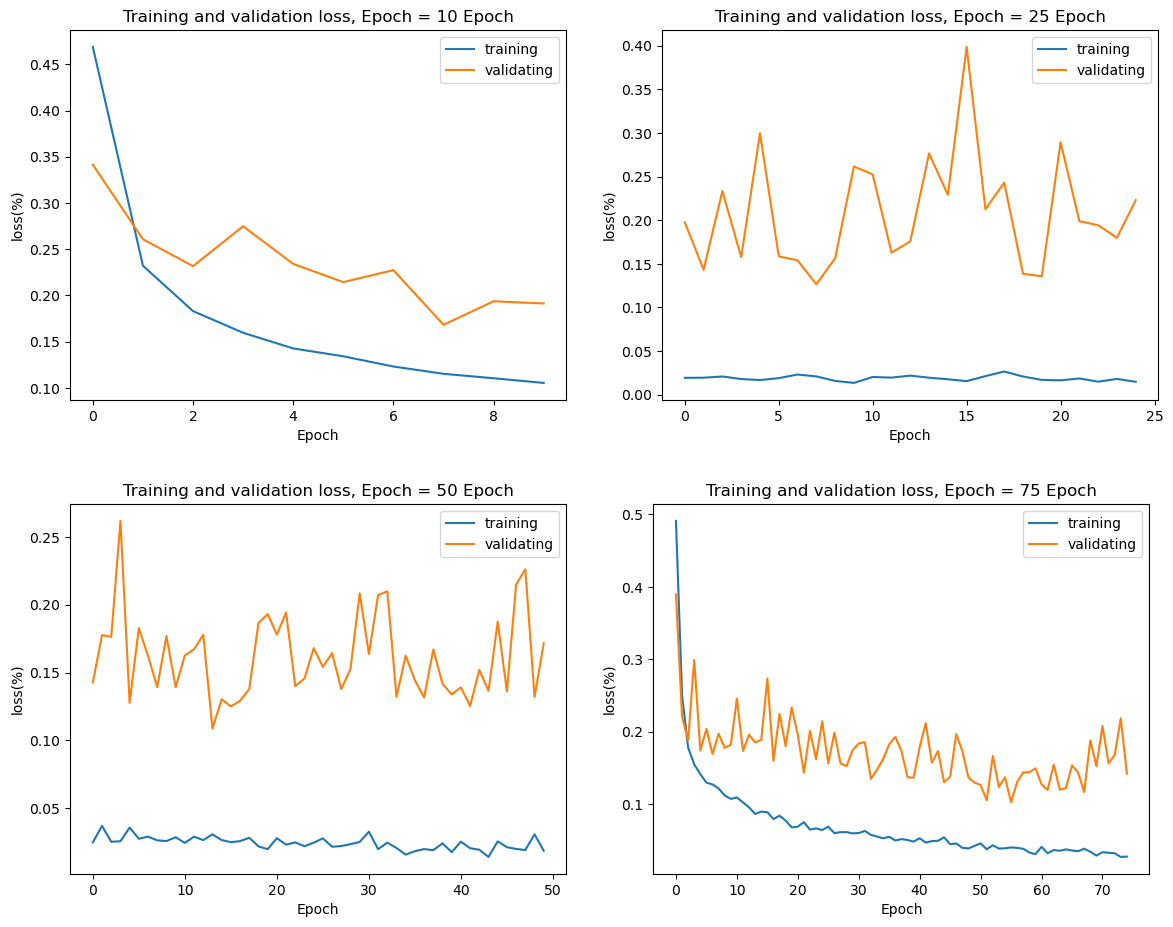 Training and validation loss, Epoch = 10 Epoch
training
validating
loss(%)
0.45
0.40
0.35
0.30
0.25
0.20
0.15
0.10
0 2 4 6 8
Epoch
Training and validation loss, Epoch = 25 Epoch
training
validating
loss(%)
0.40
0.35
0.30
0.25
0.20
0.15
0.10
0.05
0.00
0 5 10 15 20 25
Epoch
Training and validation loss, Epoch = 50 Epoch
training
validating
loss(%)
0.25
0.20
0.15
0.10
0.05
0 10 20 30 40 50
Epoch
Training and validation loss, Epoch = 75 Epoch
training
validating
loss(%)
0.5
0.4
0.3
0.2
0.1
0 10 20 30 40 50 60 70
Epoch